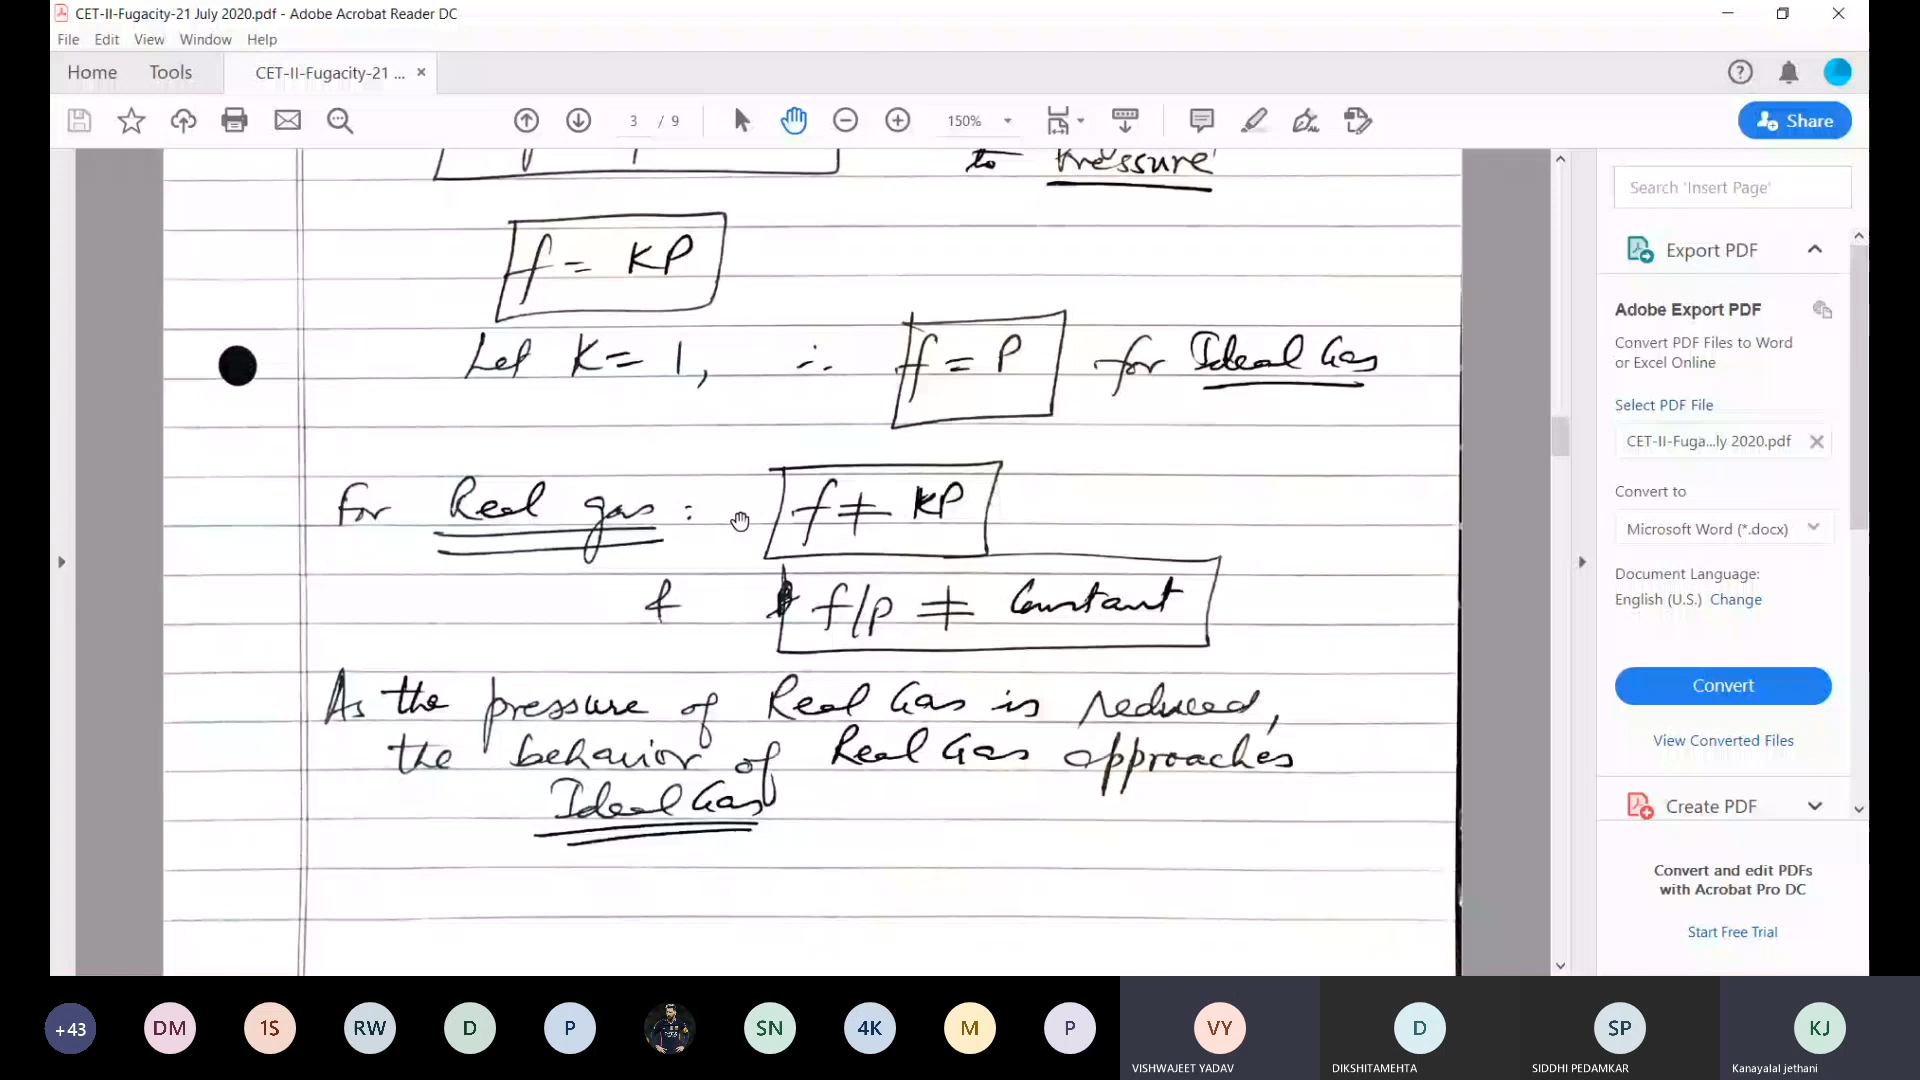 CET-II-Fugacity-21 July 2020.pdf - Adobe Acrobat Reader DC
File Edit View Window Help
Home Tools CET-II-Fugacity-21 ... ×
3 / 9 150% Share
to Pressure
f = KP
Let K = 1, ∴ f = P for Ideal Gas
For Real gas : f ≠ KP
& f/p ≠ Constant
As the pressure of Real Gas is reduced,
the behavior of Real Gas approaches
Ideal Gas
Search 'Insert Page'
Export PDF
Adobe Export PDF
Convert PDF Files to Word
or Excel Online
Select PDF File
CET-II-Fuga...ly 2020.pdf
Convert to
Microsoft Word (*.docx)
Document Language:
English (U.S.) Change
Convert
View Converted Files
Create PDF
Convert and edit PDFs
with Acrobat Pro DC
Start Free Trial
+43 DM 1S RW D P SN 4K M P VY D SP KJ
VISHWAJEET YADAV DIKSHITAMEHTA SIDDHI PEDAMKAR Kanayalal jethani